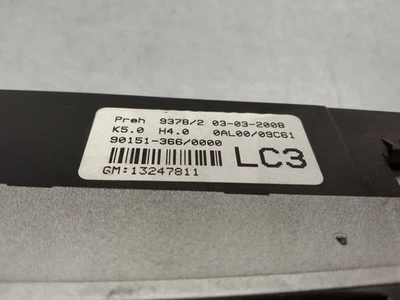 Preh 9378/2 03-03-2008
K5.0 H4.0 0AL00/09C61
90151-366/0000
LC3
GM:13247811